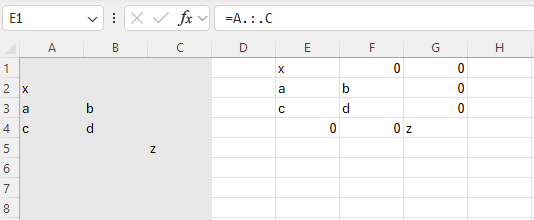 E1 fx =A.:.C
A B C D E F G H
1 x 0 0
2 x a b 0
3 a b c d 0
4 c d 0 0 z
5 z
6
7
8